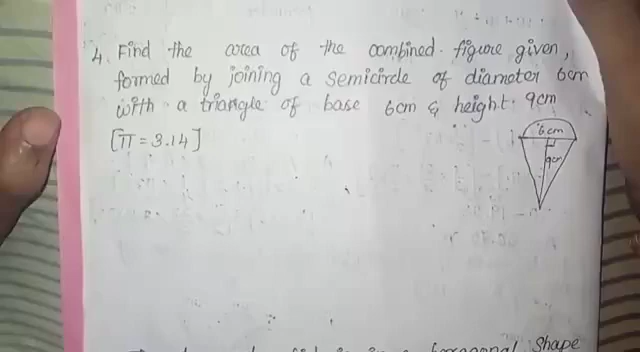 4. Find the area of the combined figure given,
formed by joining a semicircle of diameter 6cm
with a triangle of base 6cm & height 9cm
[π = 3.14]
6cm
9cm
shape